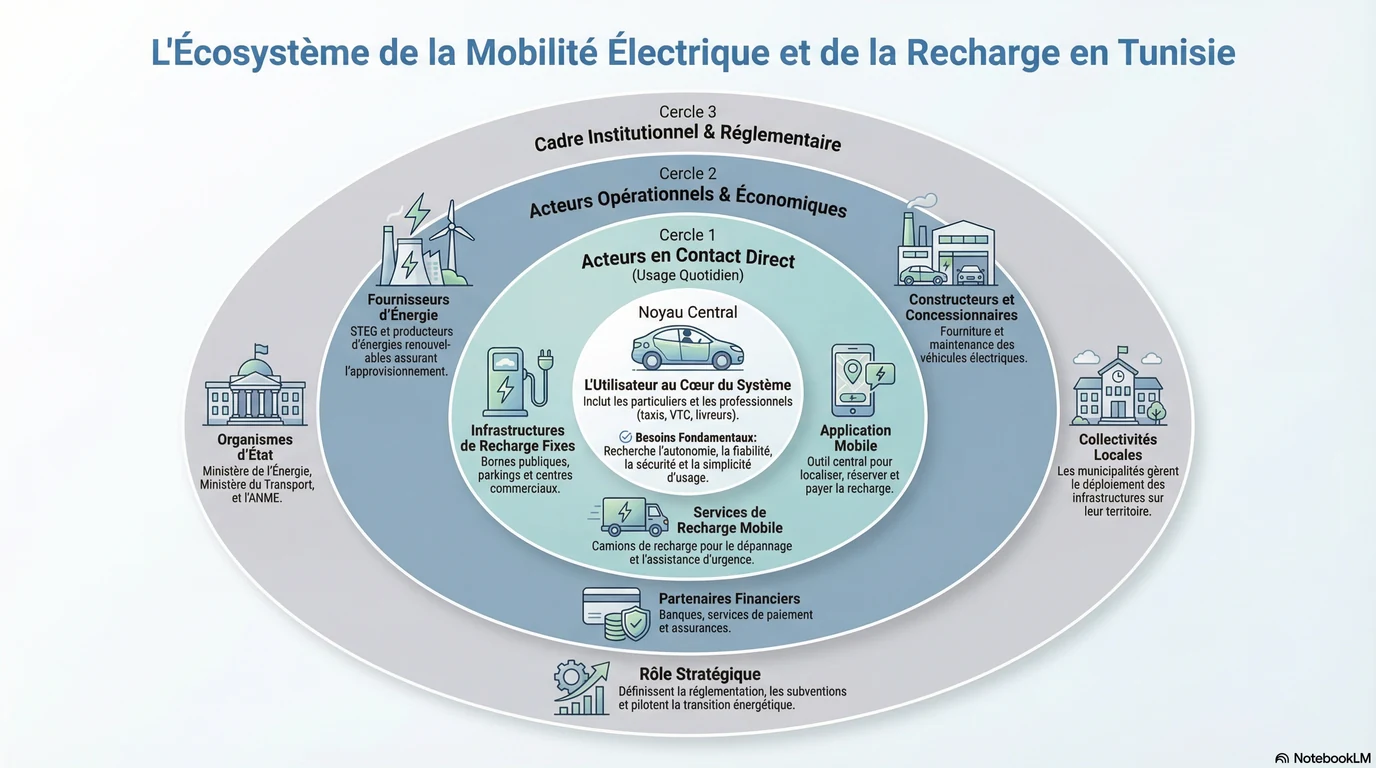 L'Écosystème de la Mobilité Électrique et de la Recharge en Tunisie
Cercle 3
Cadre Institutionnel & Réglementaire
Cercle 2
Acteurs Opérationnels & Économiques
Cercle 1
Acteurs en Contact Direct
(Usage Quotidien)
Noyau Central
L'Utilisateur au Cœur du Système
Inclut les particuliers et les professionnels
(taxis, VTC, livreurs).
Besoins Fondamentaux:
Recherche l'autonomie, la fiabilité,
la sécurité et la simplicité
d'usage.
Infrastructures
de Recharge Fixes
Bornes publiques,
parkings et centres
commerciaux.
Application
Mobile
Outil central pour
localiser, réserver et
payer la recharge.
Services de
Recharge Mobile
Camions de recharge pour le dépannage
et l'assistance d'urgence.
Fournisseurs
d'Énergie
STEG et producteurs
d'énergies renouvel-
ables assurant
l'approvisionnement.
Constructeurs et
Concessionnaires
Fourniture et
maintenance des
véhicules électriques.
Partenaires Financiers
Banques, services de paiement
et assurances.
Organismes
d'État
Ministère de l'Énergie,
Ministère du Transport,
et l'ANME.
Collectivités
Locales
Les municipalités gèrent
le déploiement des
infrastructures sur
leur territoire.
Rôle Stratégique
Définissent la réglementation, les subventions
et pilotent la transition énergétique.
NotebookLM